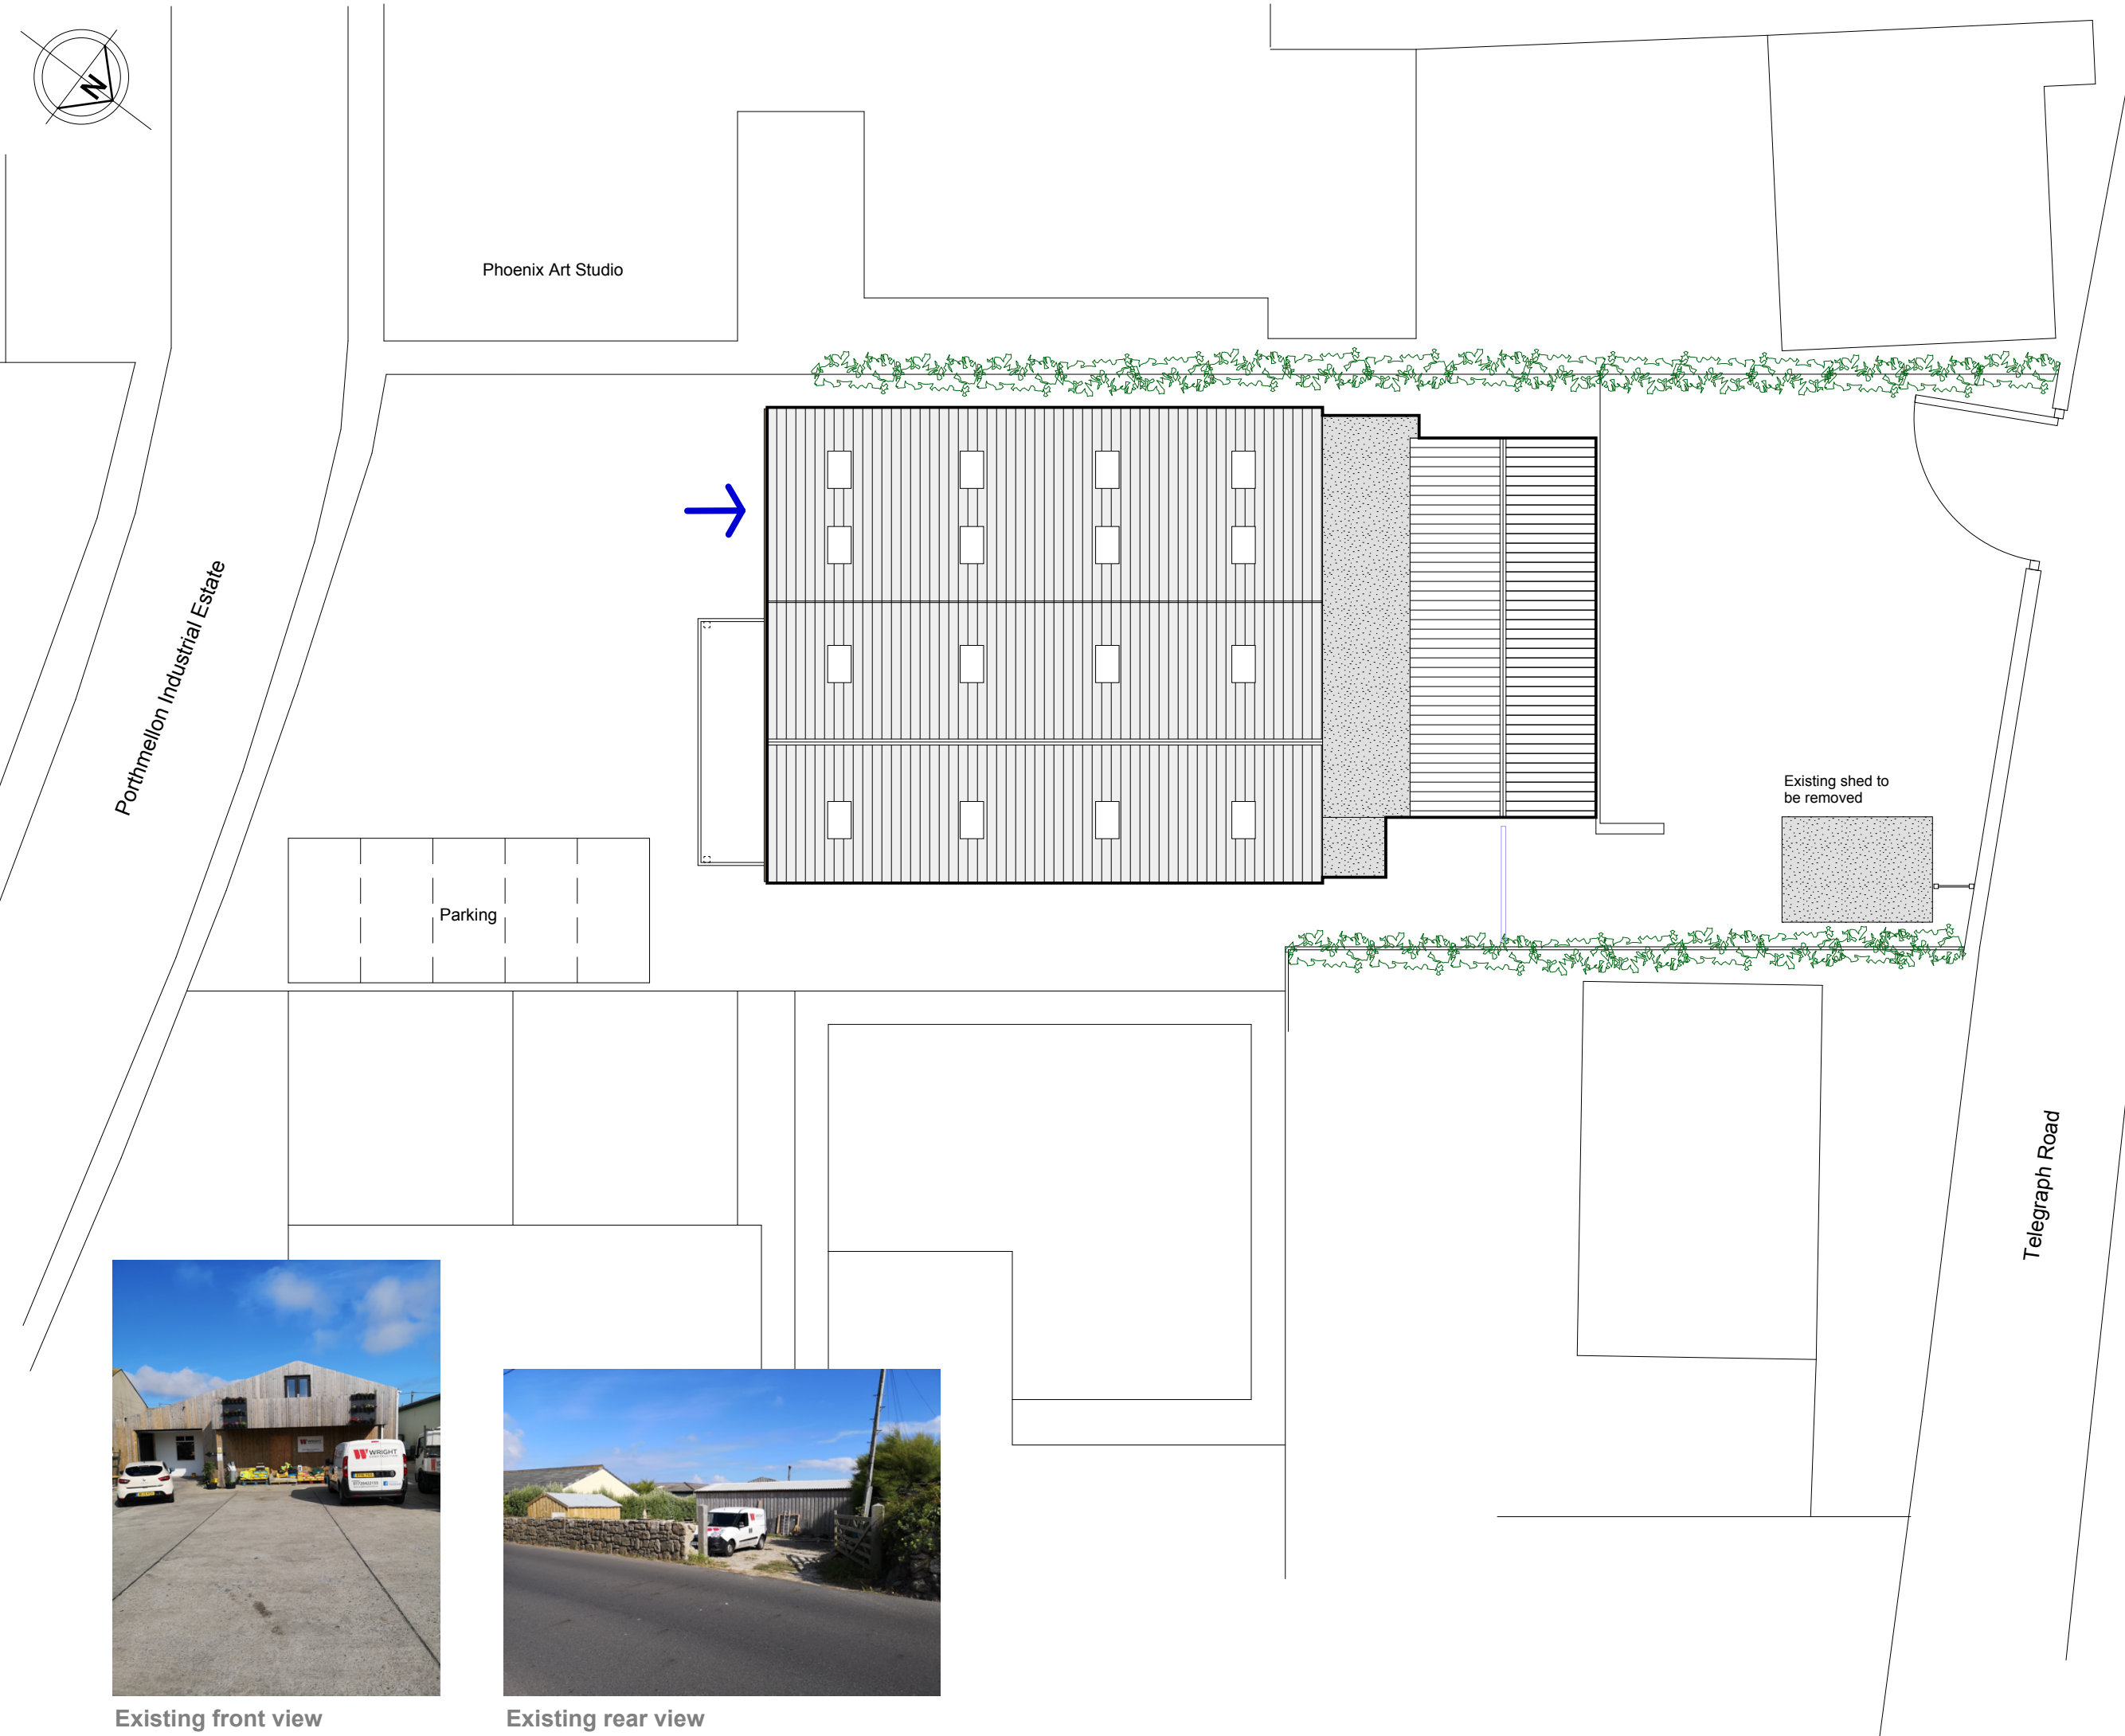 N
Phoenix Art Studio
Porthmellon Industrial Estate
Existing shed to
be removed
Parking
Telegraph Road
WRIGHT
Existing front view
Existing rear view